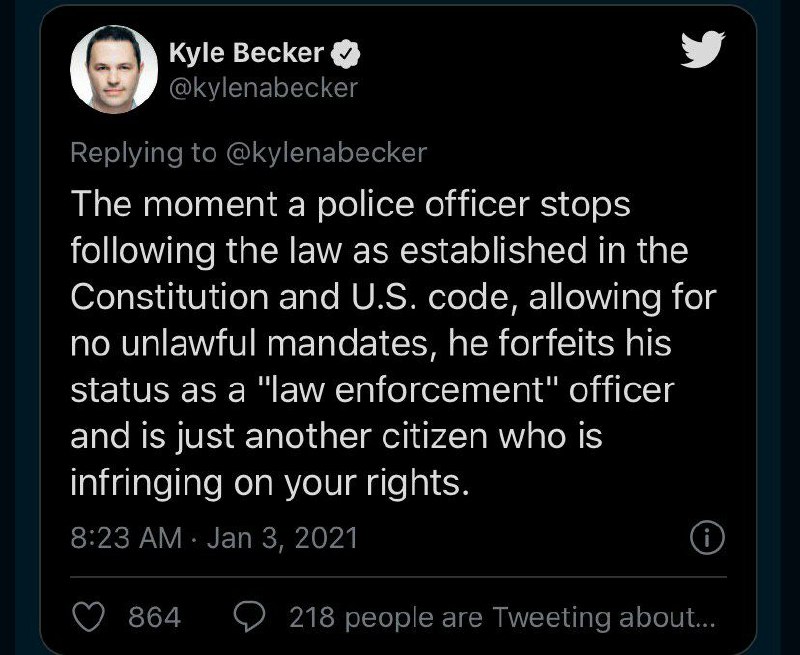 Kyle Becker
@kylenabecker
Replying to @kylenabecker
The moment a police officer stops
following the law as established in the
Constitution and U.S. code, allowing for
no unlawful mandates, he forfeits his
status as a "law enforcement" officer
and is just another citizen who is
infringing on your rights.
8:23 AM · Jan 3, 2021
864 218 people are Tweeting about...